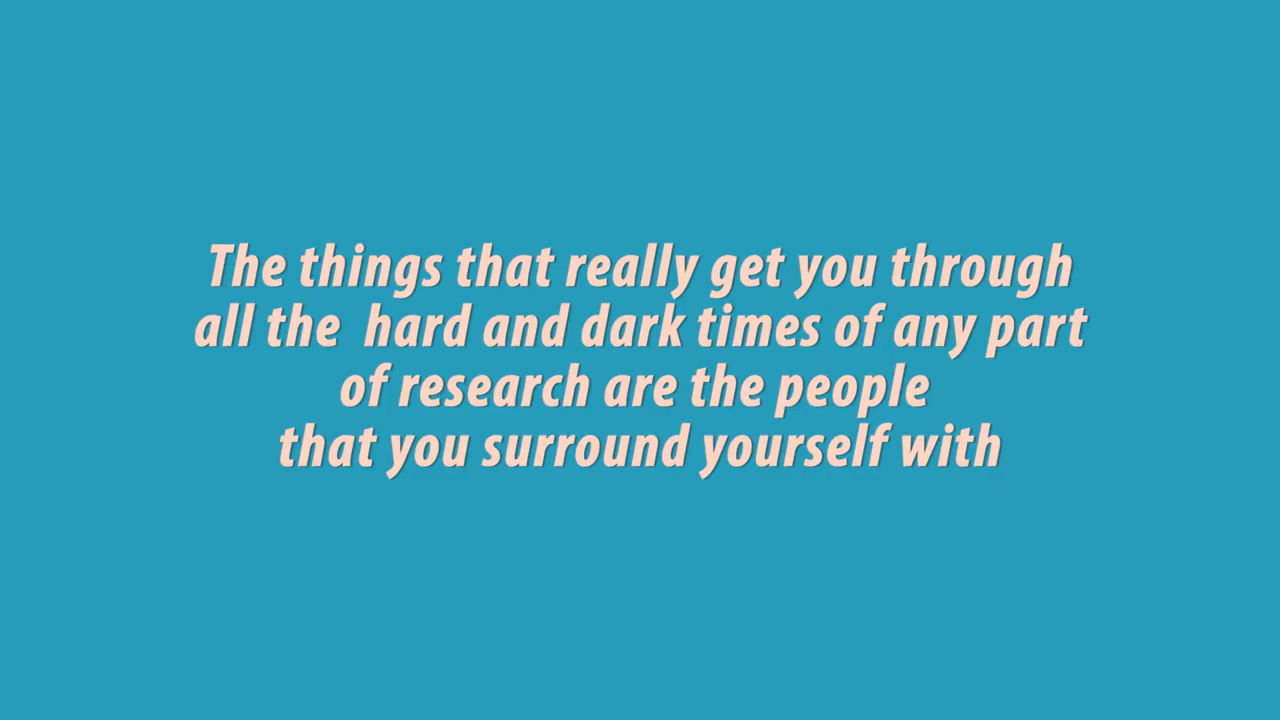 The things that really get you through
all the  hard and dark times of any part
of research are the people
that you surround yourself with